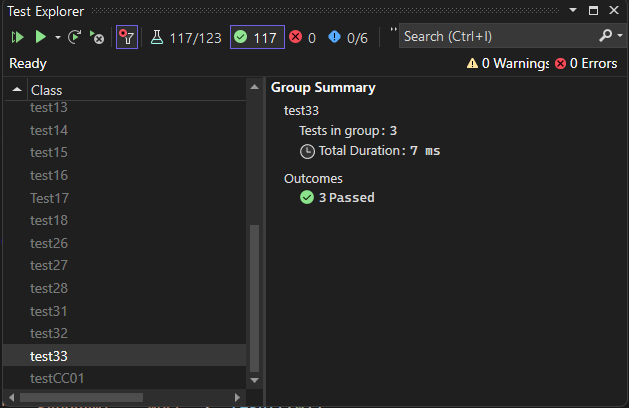 Test Explorer
117/123 117 0 0/6 " Search (Ctrl+I)
Ready 0 Warnings 0 Errors
Class
test13
test14
test15
test16
Test17
test18
test26
test27
test28
test31
test32
test33
testCC01
Group Summary
test33
Tests in group: 3
Total Duration: 7 ms
Outcomes
3 Passed